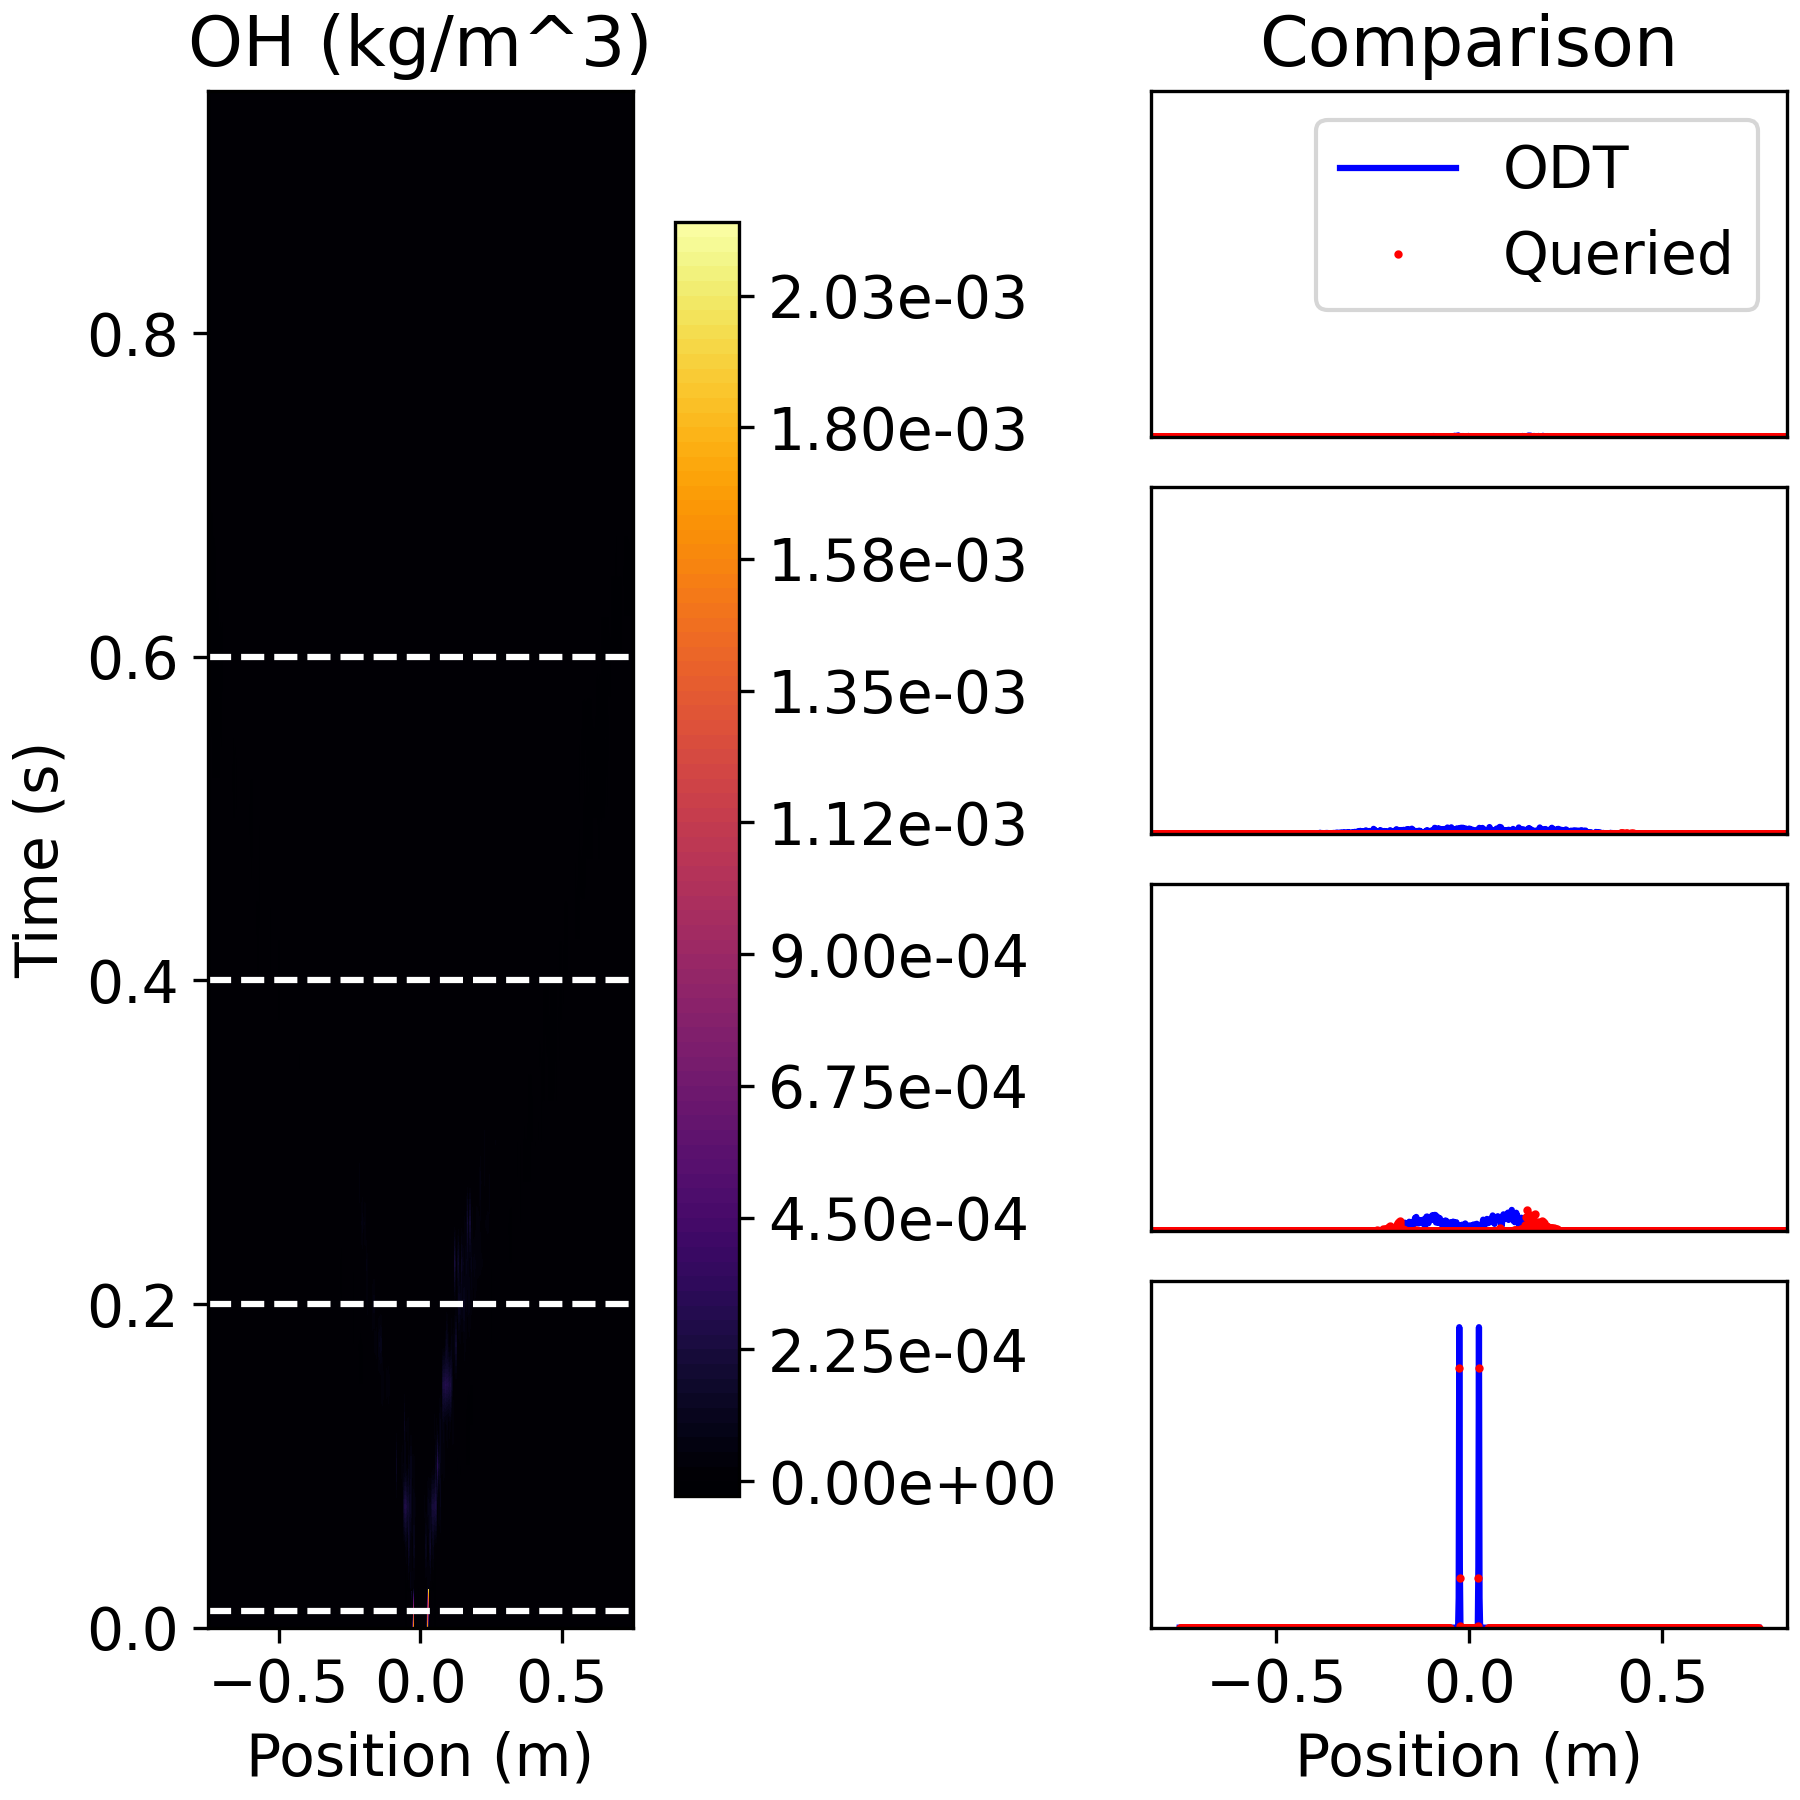 OH (kg/m^3)
Time (s)
0.8
0.6
0.4
0.2
0.0
−0.5 0.0 0.5
Position (m)
2.03e-03
1.80e-03
1.58e-03
1.35e-03
1.12e-03
9.00e-04
6.75e-04
4.50e-04
2.25e-04
0.00e+00
Comparison
ODT
Queried
−0.5 0.0 0.5
Position (m)